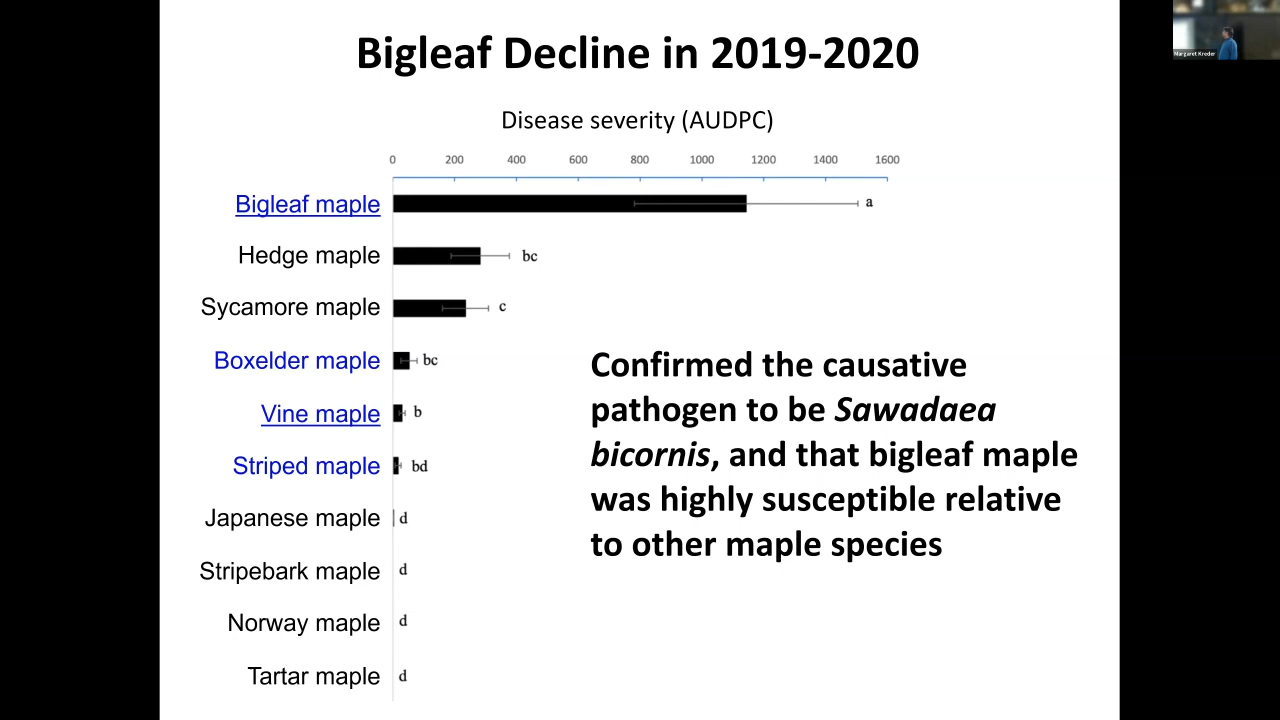 Bigleaf Decline in 2019-2020
Margaret Kreder
Disease severity (AUDPC)
0 200 400 600 800 1000 1200 1400 1600
Bigleaf maple a
Hedge maple bc
Sycamore maple c
Boxelder maple bc
Vine maple b
Striped maple bd
Japanese maple d
Stripebark maple d
Norway maple d
Tartar maple d
Confirmed the causative
pathogen to be Sawadaea
bicornis, and that bigleaf maple
was highly susceptible relative
to other maple species